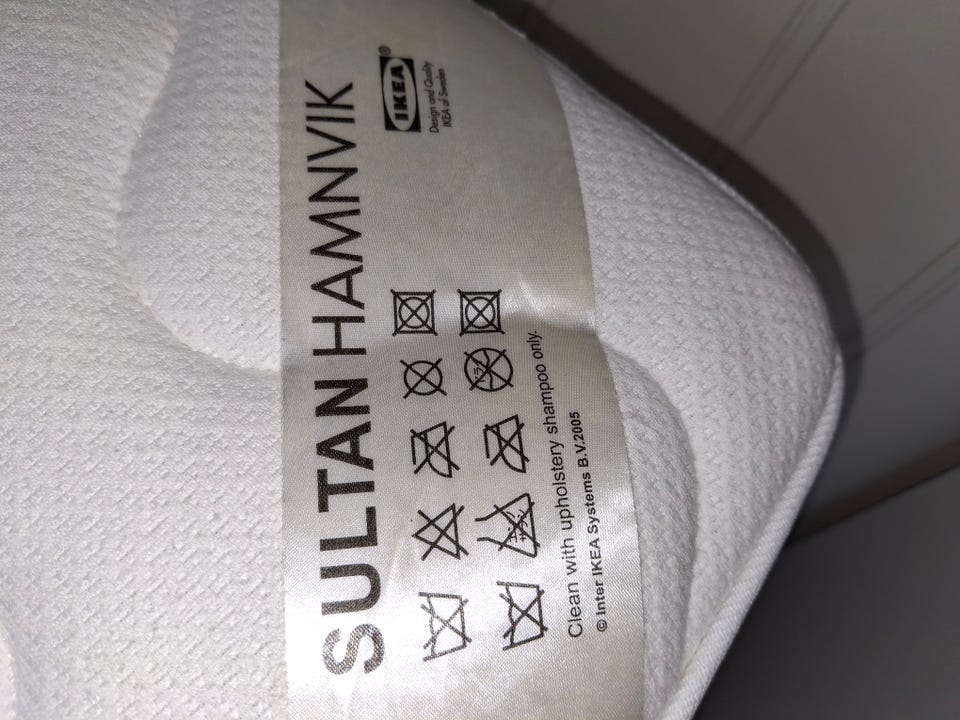 SULTAN HAMNVIK
IKEA®
Design and Quality
IKEA of Sweden
Clean with upholstery shampoo only.
© Inter IKEA Systems B.V.2005